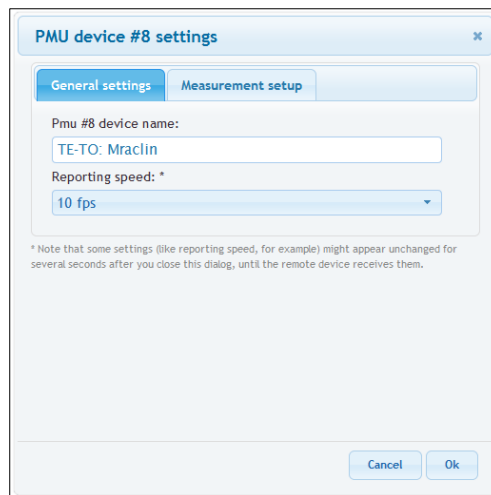 PMU device #8 settings
General settings
Measurement setup
Pmu #8 device name:
TE-TO: Mraclin
Reporting speed: *
10 fps
* Note that some settings (like reporting speed, for example) might appear unchanged for
several seconds after you close this dialog, until the remote device receives them.
Cancel
Ok